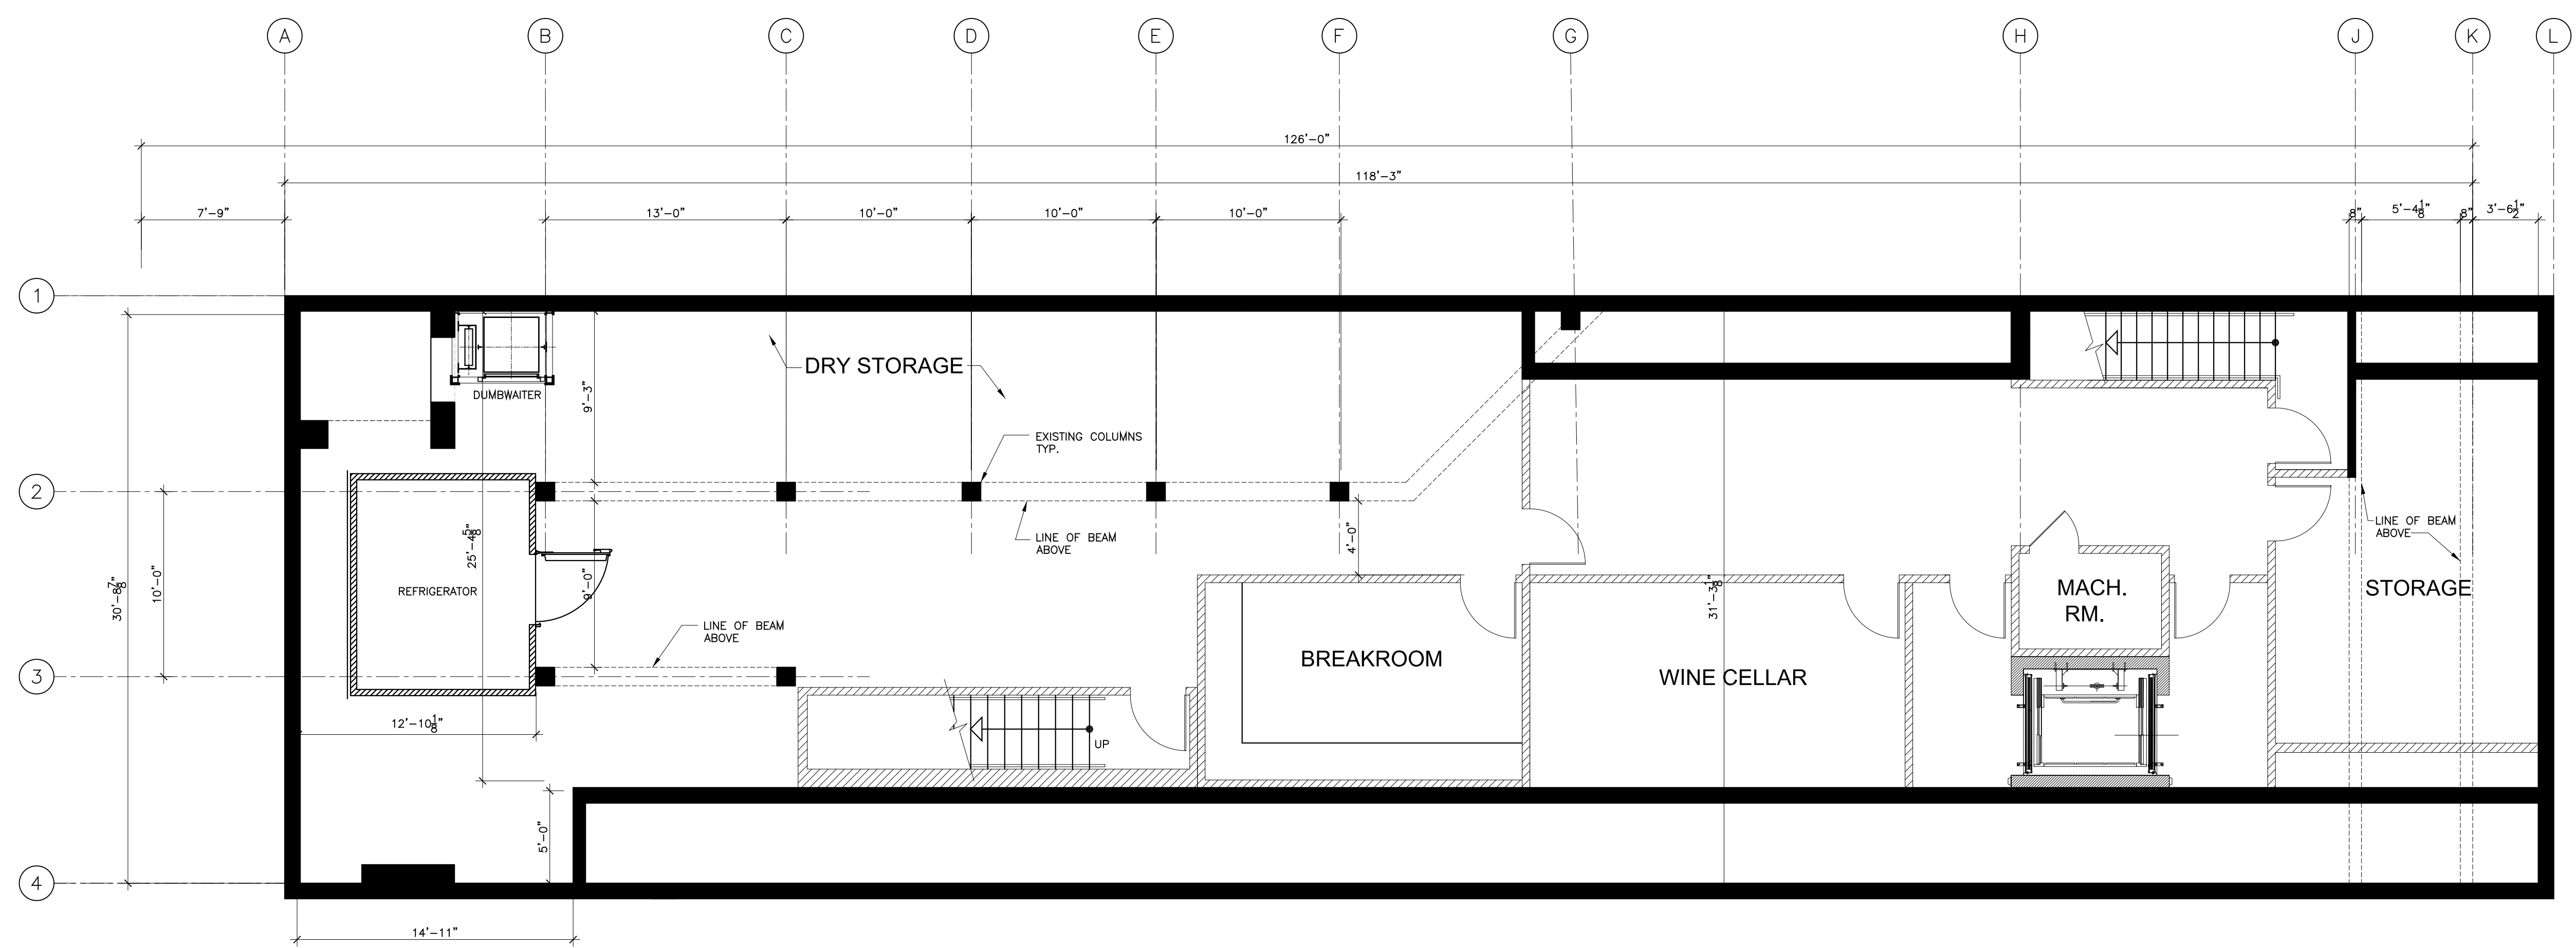 A B C D E F G H J K L
126'-0"
118'-3"
7'-9" 13'-0" 10'-0" 10'-0" 10'-0" 8" 5'-4 1/8" 8" 3'-6 1/2"
1
DRY STORAGE
DUMBWAITER
9'-3"
EXISTING COLUMNS
TYP.
2
LINE OF BEAM
ABOVE
4'-0"
LINE OF BEAM
ABOVE
25'-4 5/8"
10'-0"
30'-8 7/8"
REFRIGERATOR
9'-0"
31'-3 1/8"
MACH.
RM.
STORAGE
LINE OF BEAM
ABOVE
BREAKROOM
WINE CELLAR
3
12'-10 1/8"
UP
5'-0"
4
14'-11"